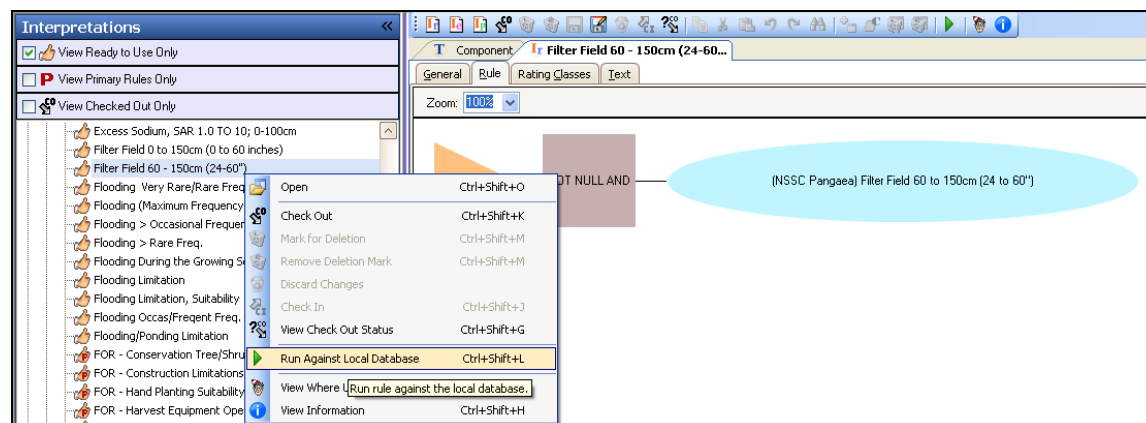 Interpretations
View Ready to Use Only
P View Primary Rules Only
View Checked Out Only
Excess Sodium, SAR 1.0 TO 10; 0-100cm
Filter Field 0 to 150cm (0 to 60 inches)
Filter Field 60 - 150cm (24-60")
Flooding Very Rare/Rare Freq
Flooding (Maximum Frequency
Flooding > Occasional Frequen
Flooding > Rare Freq.
Flooding During the Growing S
Flooding Limitation
Flooding Limitation, Suitability
Flooding Occas/Freqent Freq.
Flooding/Ponding Limitation
FOR - Conservation Tree/Shru
FOR - Construction Limitations
FOR - Hand Planting Suitability
FOR - Harvest Equipment Ope
Open Ctrl+Shift+O
Check Out Ctrl+Shift+K
Mark for Deletion Ctrl+Shift+M
Remove Deletion Mark Ctrl+Shift+M
Discard Changes
Check In Ctrl+Shift+J
View Check Out Status Ctrl+Shift+G
Run Against Local Database Ctrl+Shift+L
View Where U
Run rule against the local database.
View Information Ctrl+Shift+H
T Component Ir Filter Field 60 - 150cm (24-60...
General Rule Rating Classes Text
Zoom: 100%
OT NULL AND
(NSSC Pangaea) Filter Field 60 to 150cm (24 to 60")